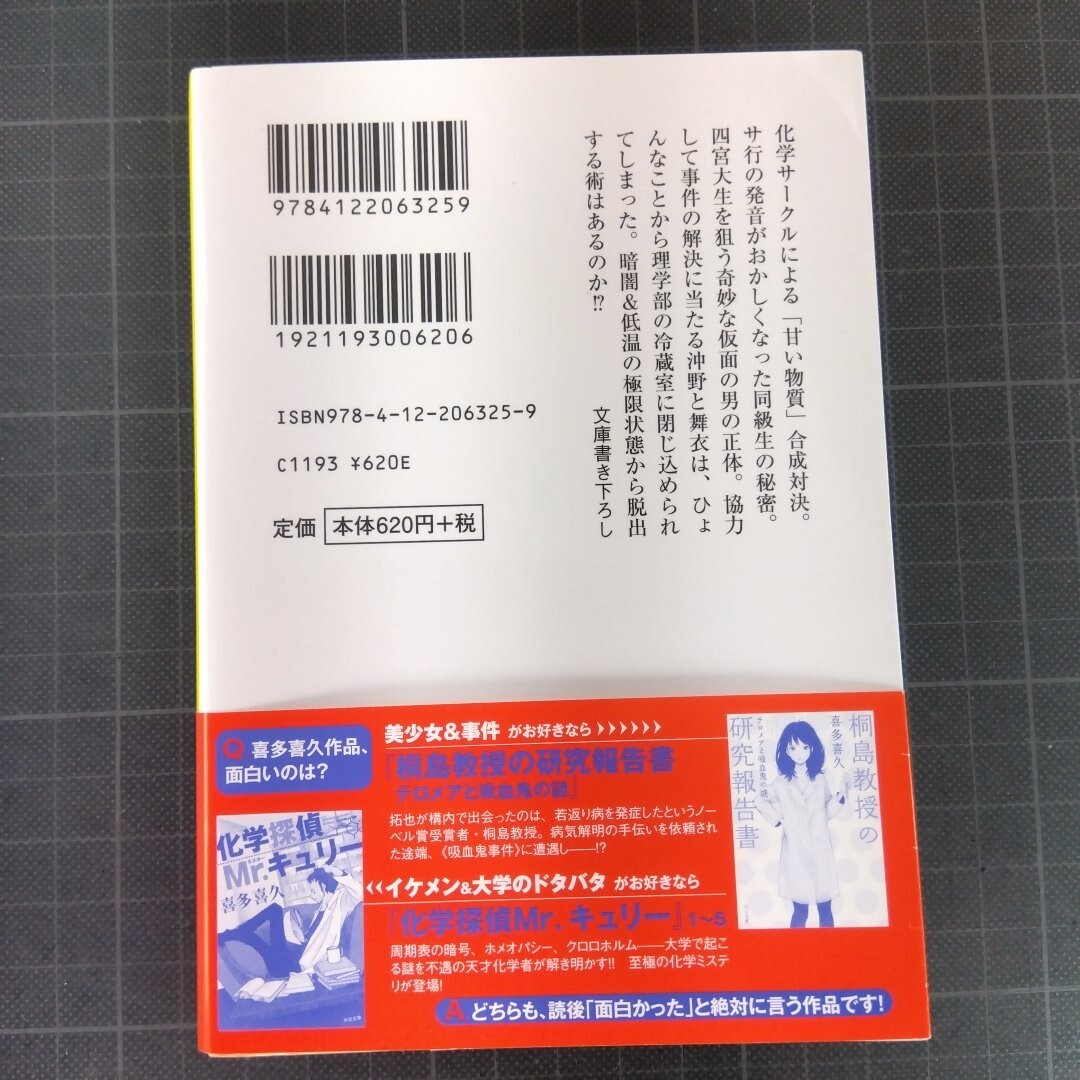 9784122063259
1921193006206
ISBN978-4-12-206325-9
C1193 ¥620E
定価 本体620円+税
化学サークルによる「甘い物質」合成対決。
サ行の発音がおかしくなった同級生の秘密。
四宮大生を狙う奇妙な仮面の男の正体。協力
して事件の解決に当たる沖野と舞衣は、ひょ
んなことから理学部の冷蔵室に閉じ込められ
てしまった。暗闇&低温の極限状態から脱出
する術はあるのか!?
文庫書き下ろし
Q 喜多喜久作品、
面白いのは?
美少女&事件 がお好きなら
『桐島教授の研究報告書
テロメアと吸血鬼の謎』
拓也が構内で出会ったのは、若返り病を発症したというノー
ベル賞受賞者・桐島教授。病気解明の手伝いを依頼され
た途端、《吸血鬼事件》に遭遇し――!?
桐島教授の
研究報告書
テロメアと吸血鬼の謎
喜多喜久
中公文庫
化学探偵
Mr.キュリー
ミスター
喜多喜久
中公文庫
イケメン&大学のドタバタ がお好きなら
『化学探偵Mr.キュリー』1~5
周期表の暗号、ホメオパシー、クロロホルム――大学で起こ
る謎を不遇の天才化学者が解き明かす!! 至極の化学ミステ
リが登場!
A どちらも、読後「面白かった」と絶対に言う作品です!